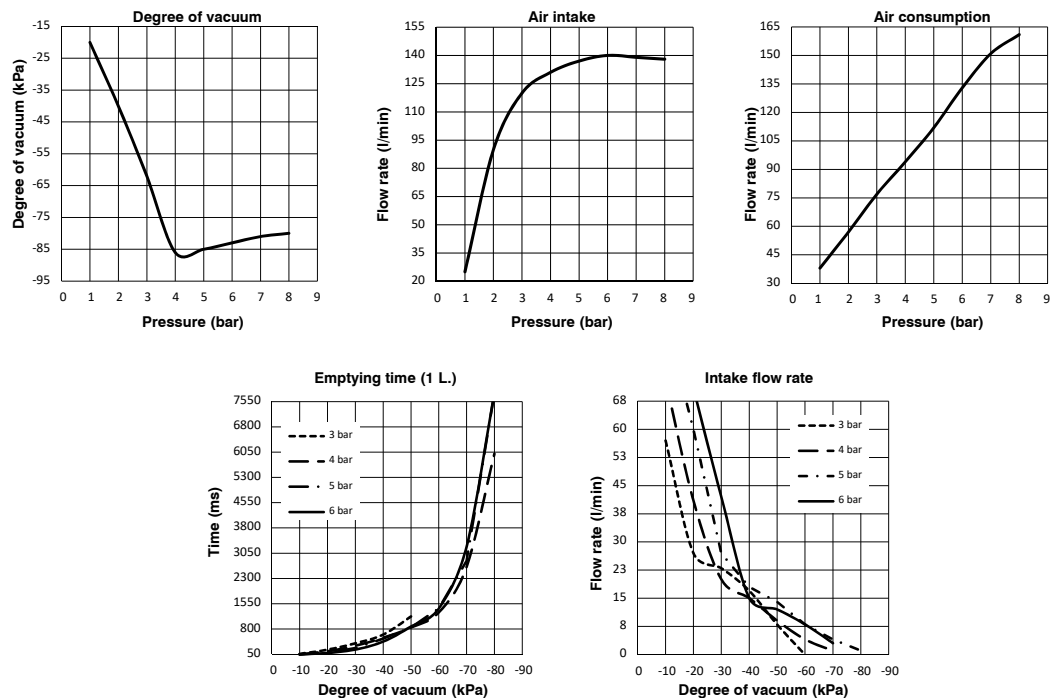 Degree of vacuum
Degree of vacuum (kPa)
-15
-25
-35
-45
-55
-65
-75
-85
-95
0 1 2 3 4 5 6 7 8 9
Pressure (bar)
Air intake
Flow rate (l/min)
155
140
125
110
95
80
65
50
35
20
0 1 2 3 4 5 6 7 8 9
Pressure (bar)
Air consumption
Flow rate (l/min)
165
150
135
120
105
90
75
60
45
30
0 1 2 3 4 5 6 7 8 9
Pressure (bar)
Emptying time (1 L.)
Time (ms)
7550
6800
6050
5300
4550
3800
3050
2300
1550
800
50
3 bar
4 bar
5 bar
6 bar
0 -10 -20 -30 -40 -50 -60 -70 -80 -90
Degree of vacuum (kPa)
Intake flow rate
Flow rate (l/min)
68
60
53
45
38
30
23
15
8
0
3 bar
4 bar
5 bar
6 bar
0 -10 -20 -30 -40 -50 -60 -70 -80 -90
Degree of vacuum (kPa)